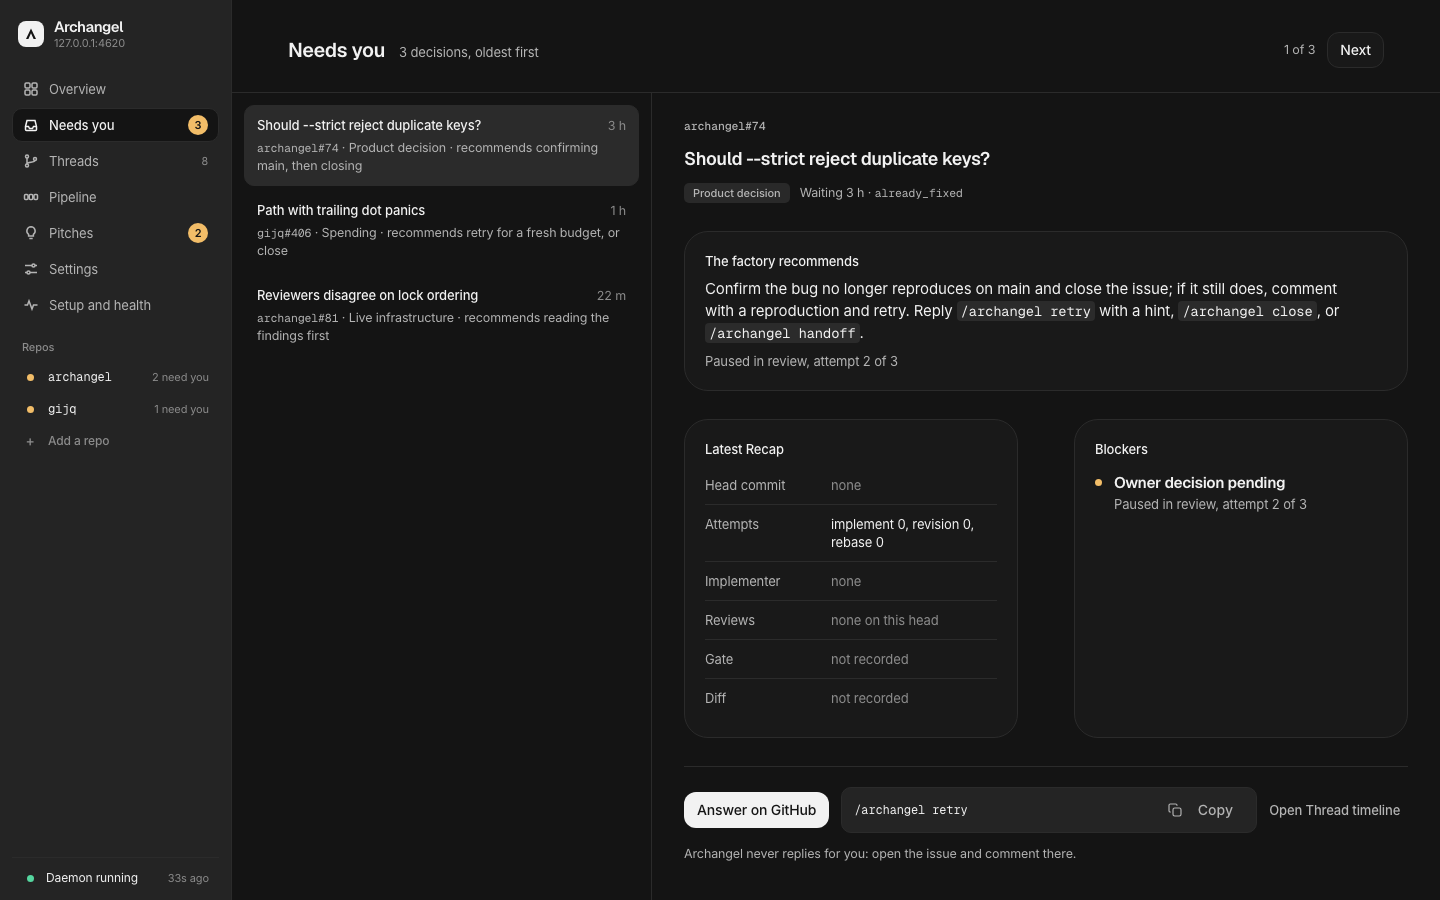 Archangel
127.0.0.1:4620
Overview
Needs you 3
Threads 8
Pipeline
Pitches 2
Settings
Setup and health
Repos
archangel 2 need you
gijq 1 need you
+ Add a repo
Daemon running 33s ago
Needs you 3 decisions, oldest first
1 of 3 Next
Should --strict reject duplicate keys? 3 h
archangel#74 · Product decision · recommends confirming
main, then closing
Path with trailing dot panics 1 h
gijq#406 · Spending · recommends retry for a fresh budget, or
close
Reviewers disagree on lock ordering 22 m
archangel#81 · Live infrastructure · recommends reading the
findings first
archangel#74
Should --strict reject duplicate keys?
Product decision Waiting 3 h · already_fixed
The factory recommends
Confirm the bug no longer reproduces on main and close the issue; if it still does, comment
with a reproduction and retry. Reply /archangel retry with a hint, /archangel close, or
/archangel handoff.
Paused in review, attempt 2 of 3
Latest Recap
Head commit none
Attempts implement 0, revision 0,
rebase 0
Implementer none
Reviews none on this head
Gate not recorded
Diff not recorded
Blockers
Owner decision pending
Paused in review, attempt 2 of 3
Answer on GitHub /archangel retry Copy Open Thread timeline
Archangel never replies for you: open the issue and comment there.